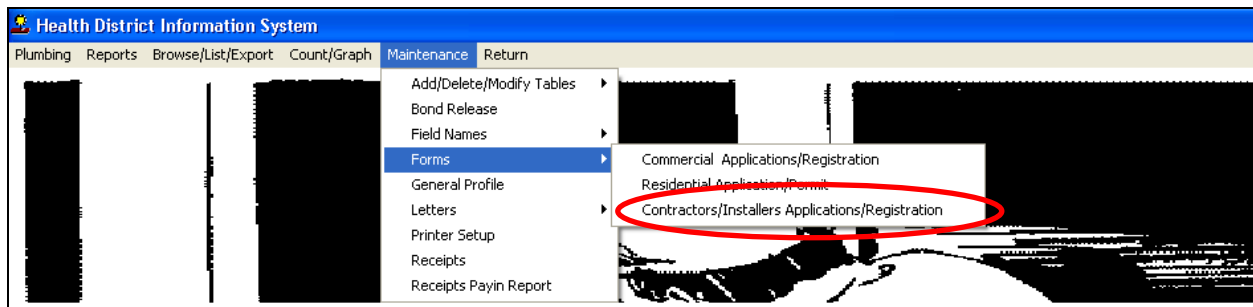 Health District Information System
Plumbing Reports Browse/List/Export Count/Graph Maintenance Return
Add/Delete/Modify Tables
Bond Release
Field Names
Forms
General Profile
Letters
Printer Setup
Receipts
Receipts Payin Report
Commercial Applications/Registration
Residential Application/Permit
Contractors/Installers Applications/Registration